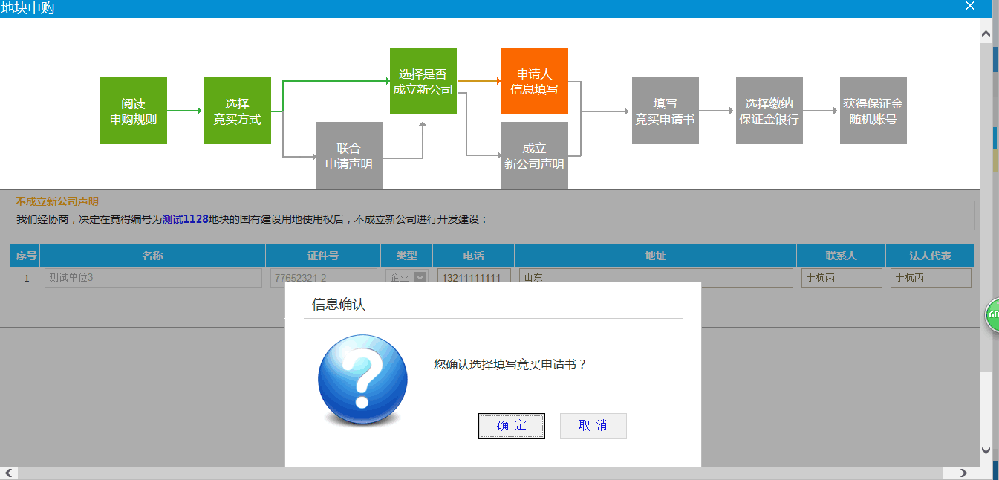 地块申购
阅读
申购规则
选择
竞买方式
联合
申请声明
选择是否
成立新公司
申请人
信息填写
成立
新公司声明
填写
竞买申请书
选择缴纳
保证金银行
获得保证金
随机账号
不成立新公司声明
我们经协商，决定在竞得编号为测试1128地块的国有建设用地使用权后，不成立新公司进行开发建设：
序号 名称 证件号 类型 电话 地址 联系人 法人代表
1 测试单位3 77652321-2 企业 13211111111 山东 于杭丙 于杭丙
信息确认
您确认选择填写竞买申请书？
确 定 取 消
60